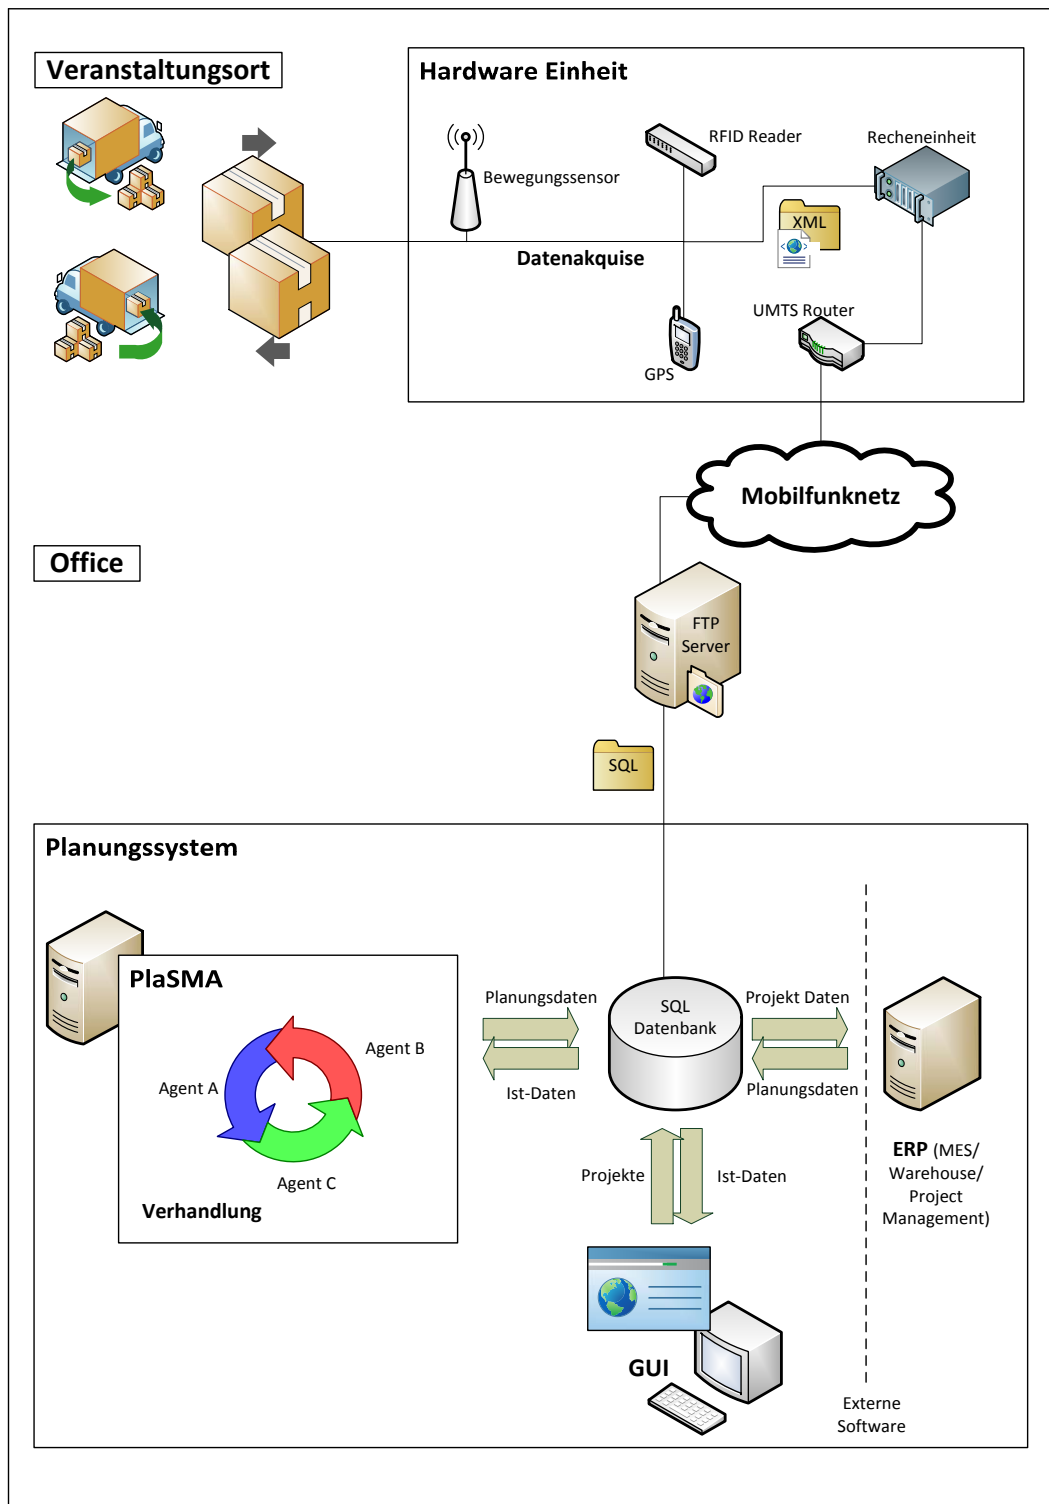 Veranstaltungsort
Hardware Einheit
RFID Reader
Recheneinheit
Bewegungssensor
XML
Datenakquise
UMTS Router
GPS
Mobilfunknetz
Office
FTP
Server
SQL
Planungssystem
PlaSMA
Agent B
Agent A
Agent C
Verhandlung
Planungsdaten
Ist-Daten
SQL
Datenbank
Projekt Daten
Planungsdaten
ERP (MES/
Warehouse/
Project
Management)
Projekte
Ist-Daten
GUI
Externe
Software